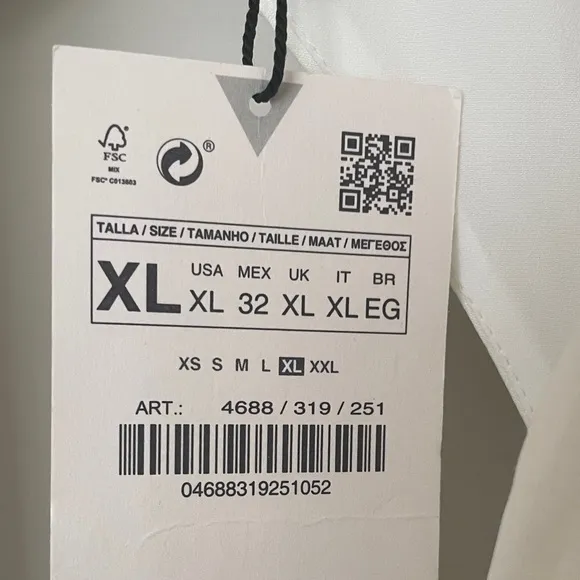 FSC
MIX
FSC® C013603
®
TALLA / SIZE / TAMANHO / TAILLE / MAAT / ΜΕΓΕΘΟΣ
XL
USA MEX UK IT BR
XL 32 XL XL EG
XS S M L XL XXL
ART.: 4688 / 319 / 251
04688319251052